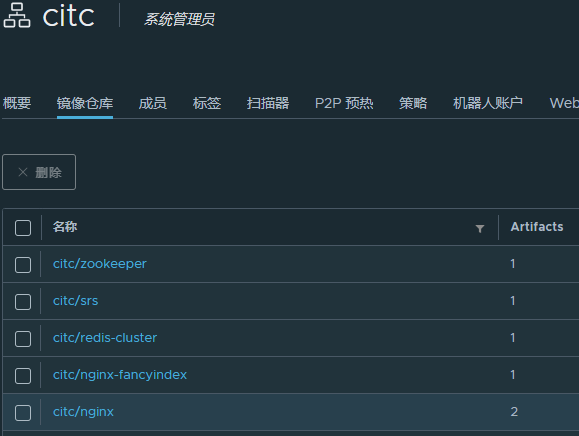 citc 系统管理员
概要 镜像仓库 成员 标签 扫描器 P2P 预热 策略 机器人账户 Web
× 删除
名称 Artifacts
citc/zookeeper 1
citc/srs 1
citc/redis-cluster 1
citc/nginx-fancyindex 1
citc/nginx 2